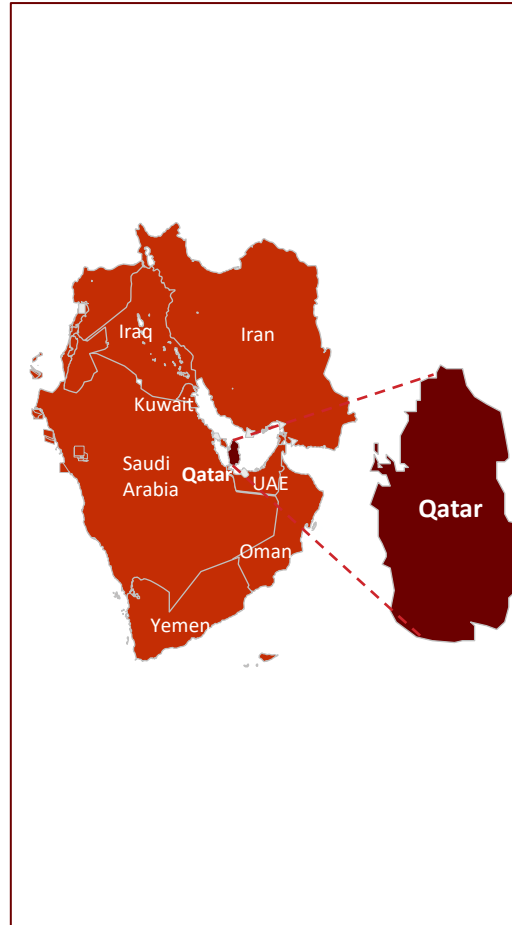 Iraq
Iran
Kuwait
Saudi
Arabia
Qatar
UAE
Qatar
Oman
Yemen